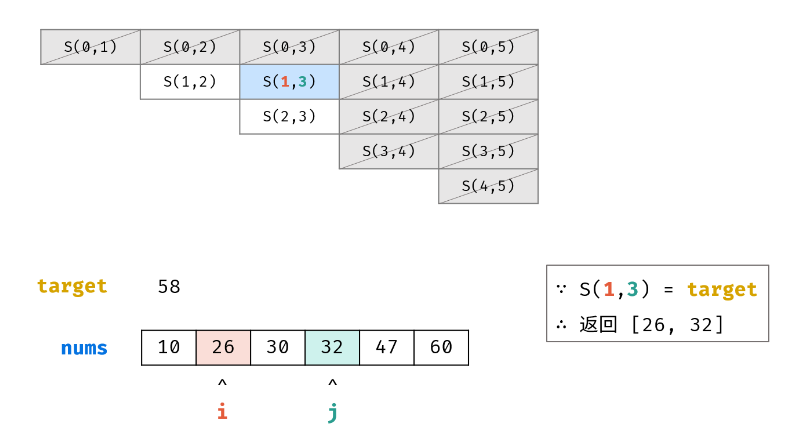 S(0,1) S(0,2) S(0,3) S(0,4) S(0,5)
S(1,2) S(1,3) S(1,4) S(1,5)
S(2,3) S(2,4) S(2,5)
S(3,4) S(3,5)
S(4,5)
target 58
∵ S(1,3) = target
∴ 返回 [26, 32]
nums 10 26 30 32 47 60
^ ^
i j